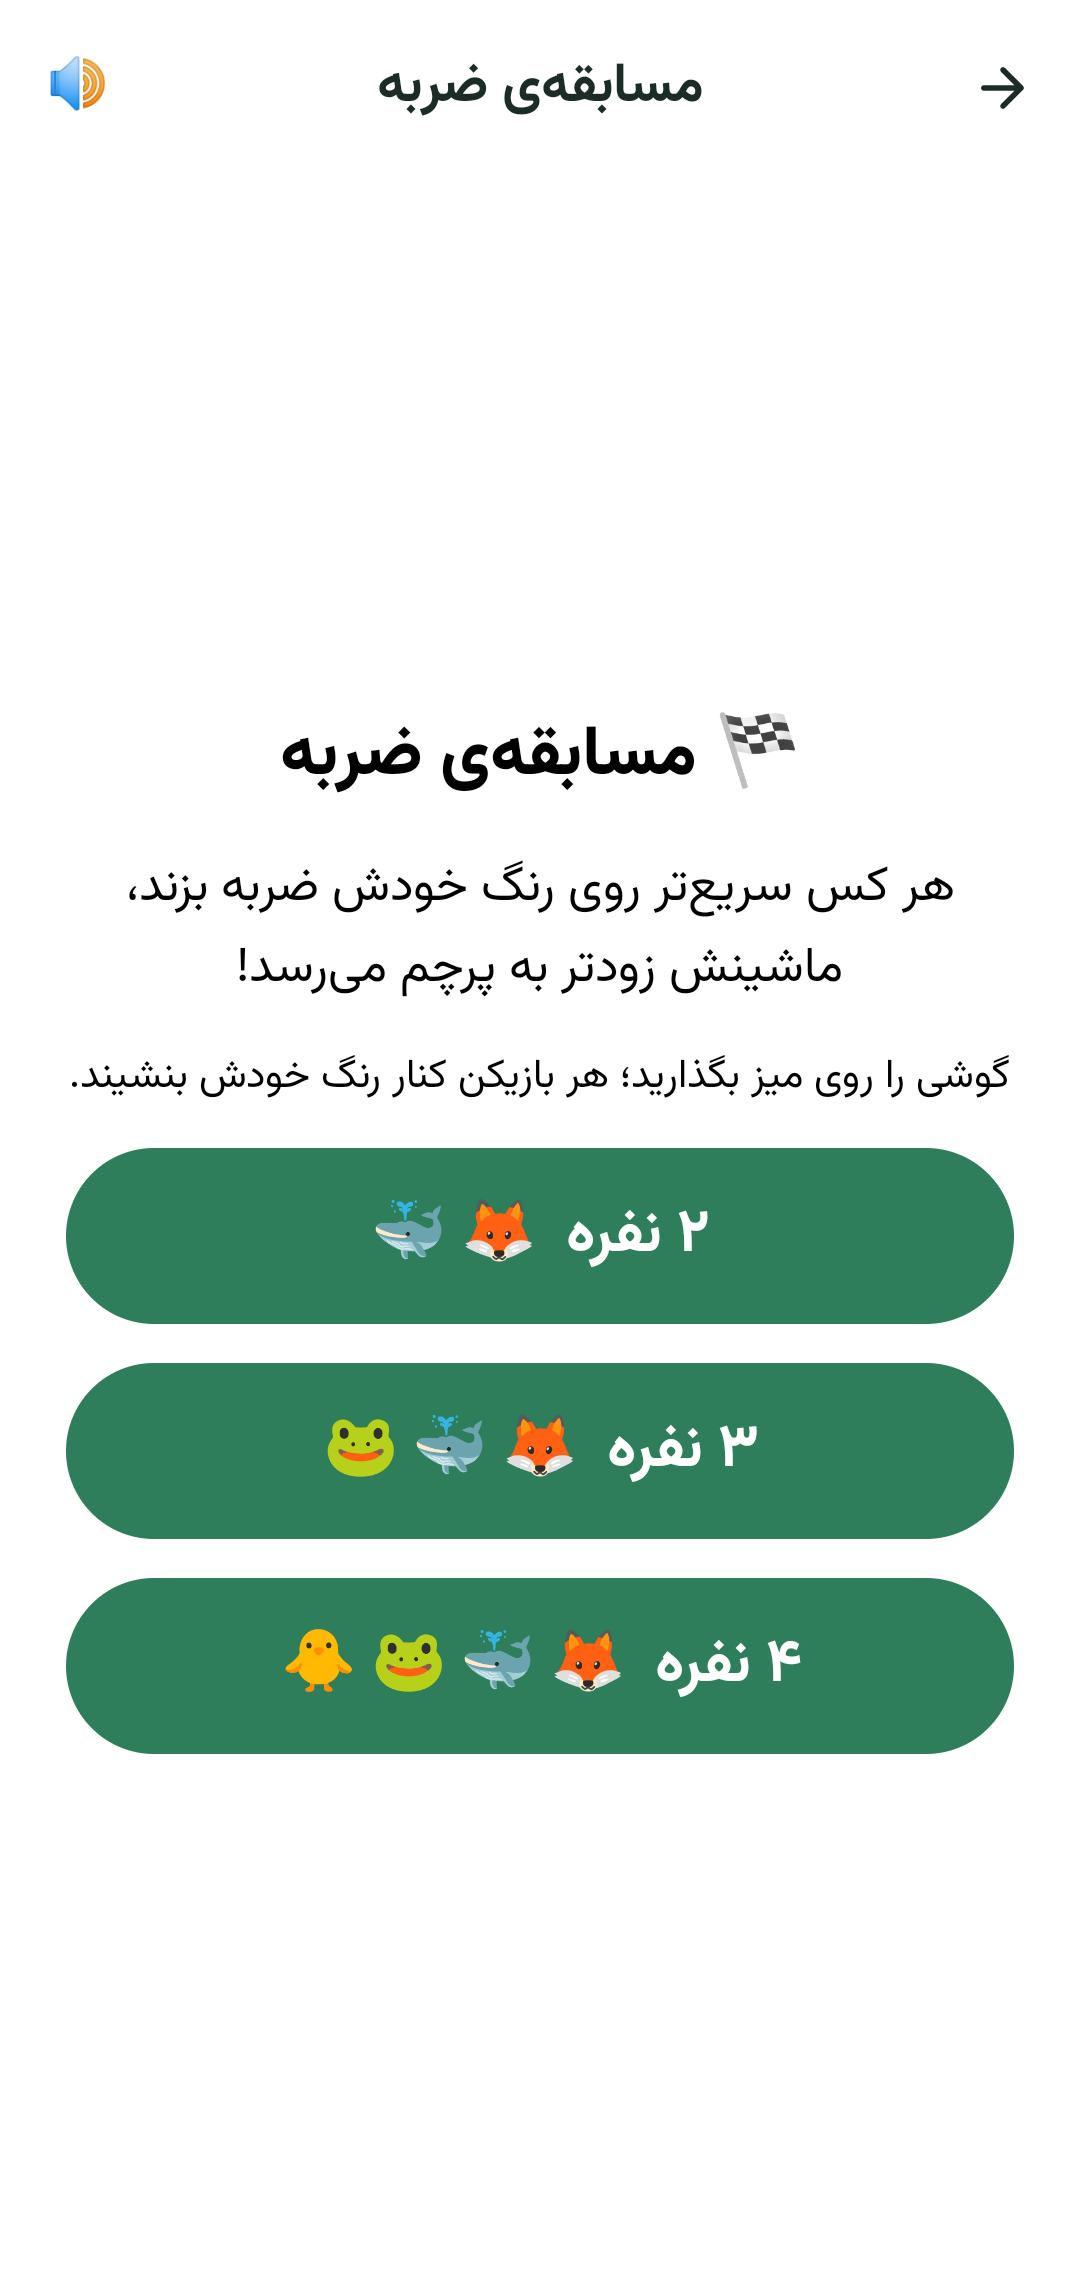 مسابقه‌ی ضربه
🏁 مسابقه‌ی ضربه
هر کس سریع‌تر روی رنگ خودش ضربه بزند،
ماشینش زودتر به پرچم می‌رسد!
گوشی را روی میز بگذارید؛ هر بازیکن کنار رنگ خودش بنشیند.
۲ نفره 🦊 🐳
۳ نفره 🦊 🐳 🐸
۴ نفره 🦊 🐳 🐸 🐥